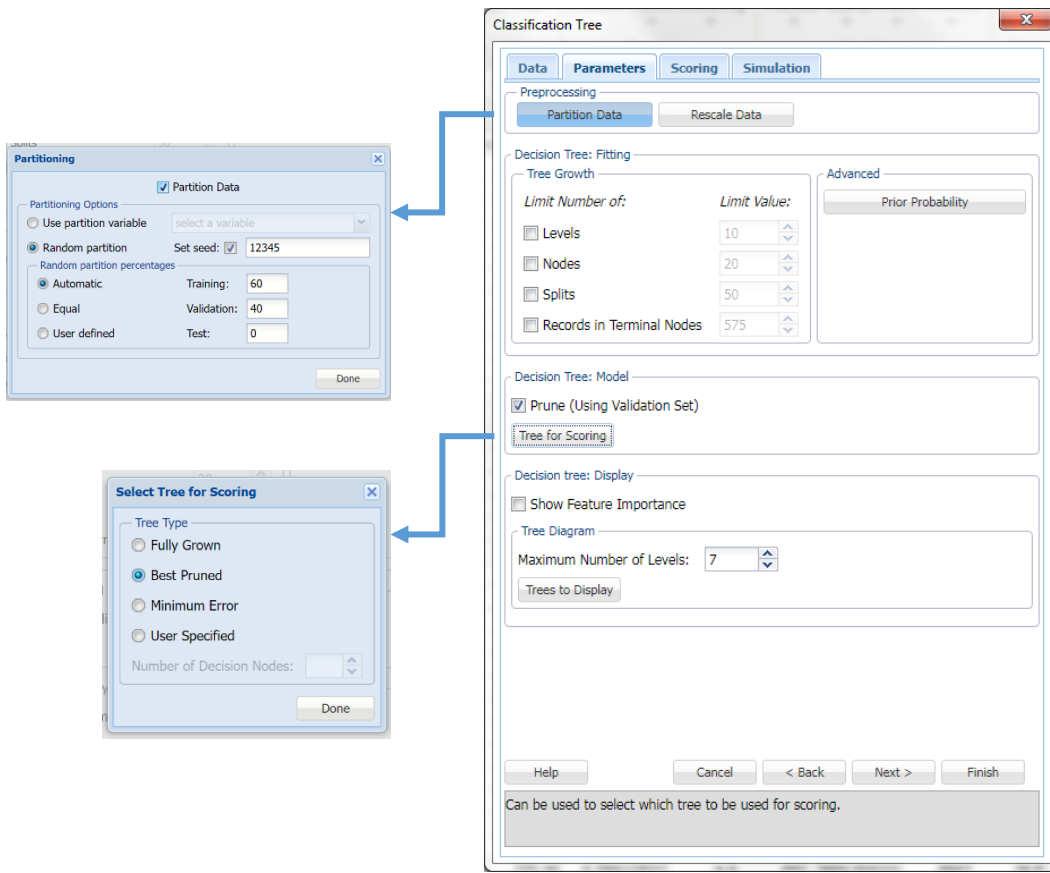 Classification Tree
Data Parameters Scoring Simulation
Preprocessing
Partition Data Rescale Data
Decision Tree: Fitting
Tree Growth
Limit Number of: Limit Value:
Levels 10
Nodes 20
Splits 50
Records in Terminal Nodes 575
Advanced
Prior Probability
Decision Tree: Model
Prune (Using Validation Set)
Tree for Scoring
Decision tree: Display
Show Feature Importance
Tree Diagram
Maximum Number of Levels: 7
Trees to Display
Help Cancel < Back Next > Finish
Can be used to select which tree to be used for scoring.
Partitioning
Partition Data
Partitioning Options
Use partition variable select a variable
Random partition Set seed: 12345
Random partition percentages
Automatic Training: 60
Equal Validation: 40
User defined Test: 0
Done
Select Tree for Scoring
Tree Type
Fully Grown
Best Pruned
Minimum Error
User Specified
Number of Decision Nodes:
Done